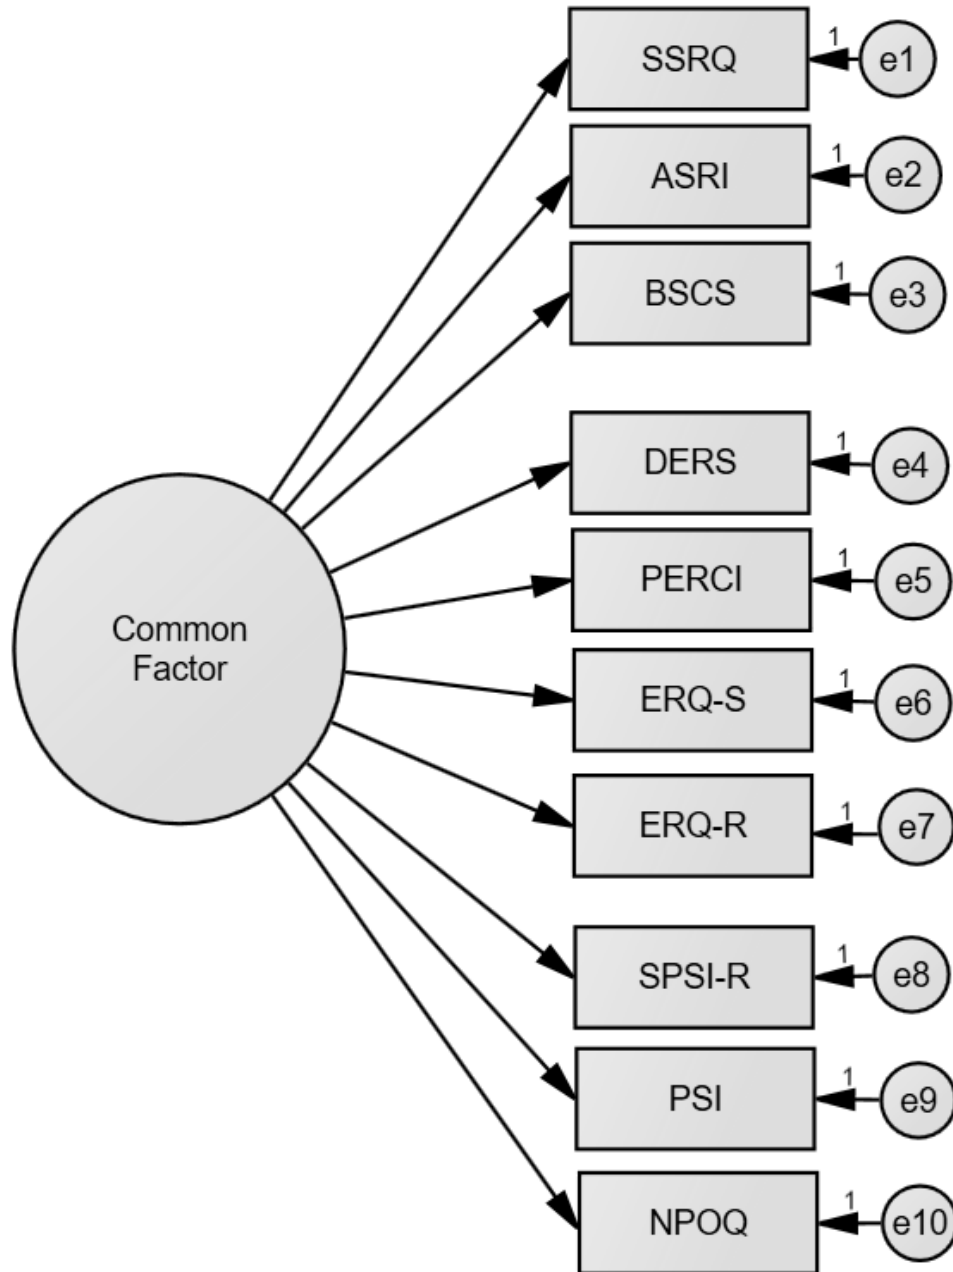 SSRQ
1
e1
ASRI
1
e2
BSCS
1
e3
DERS
1
e4
PERCI
1
e5
Common
Factor
ERQ-S
1
e6
ERQ-R
1
e7
SPSI-R
1
e8
PSI
1
e9
NPOQ
1
e10